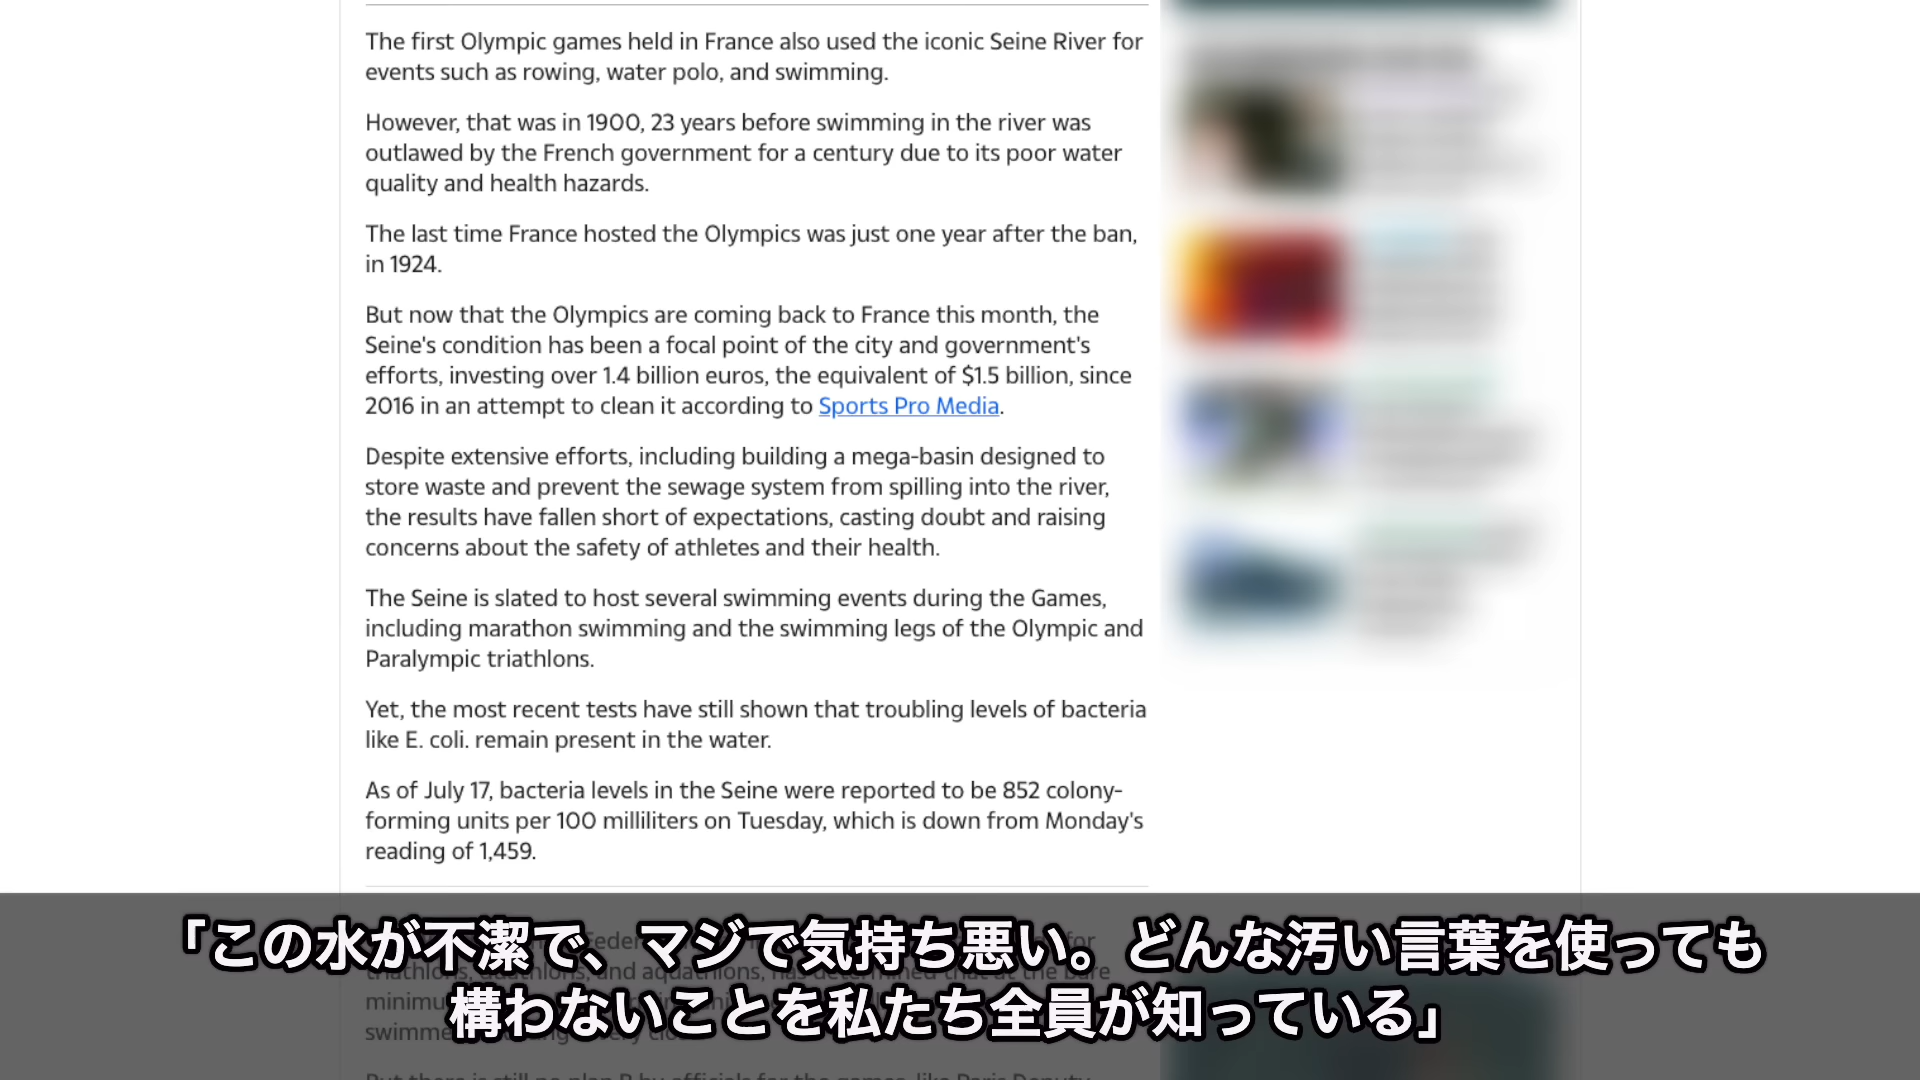 The first Olympic games held in France also used the iconic Seine River for
events such as rowing, water polo, and swimming.
However, that was in 1900, 23 years before swimming in the river was
outlawed by the French government for a century due to its poor water
quality and health hazards.
The last time France hosted the Olympics was just one year after the ban,
in 1924.
But now that the Olympics are coming back to France this month, the
Seine's condition has been a focal point of the city and government's
efforts, investing over 1.4 billion euros, the equivalent of $1.5 billion, since
2016 in an attempt to clean it according to Sports Pro Media.
Despite extensive efforts, including building a mega-basin designed to
store waste and prevent the sewage system from spilling into the river,
the results have fallen short of expectations, casting doubt and raising
concerns about the safety of athletes and their health.
The Seine is slated to host several swimming events during the Games,
including marathon swimming and the swimming legs of the Olympic and
Paralympic triathlons.
Yet, the most recent tests have still shown that troubling levels of bacteria
like E. coli. remain present in the water.
As of July 17, bacteria levels in the Seine were reported to be 852 colony-
forming units per 100 milliliters on Tuesday, which is down from Monday's
reading of 1,459.
「この水が不潔で、マジで気持ち悪い。どんな汚い言葉を使っても
構わないことを私たち全員が知っている」